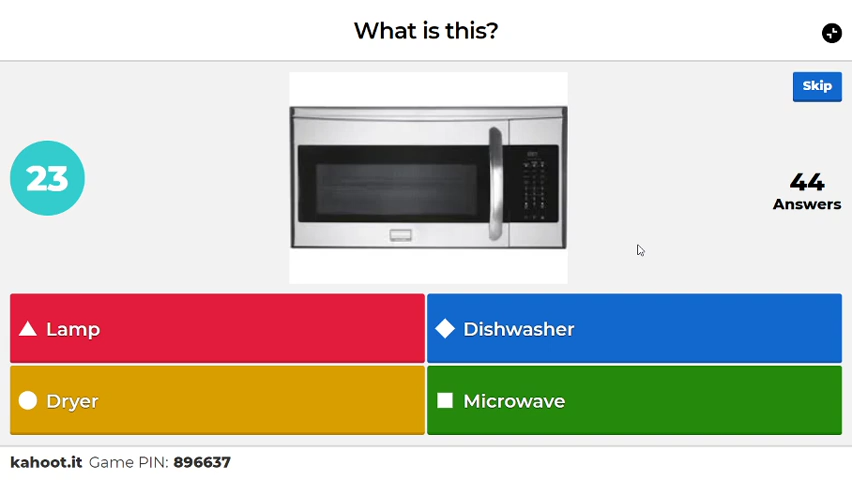 What is this?
Skip
23
44
Answers
Lamp
Dishwasher
Dryer
Microwave
kahoot.it Game PIN: 896637